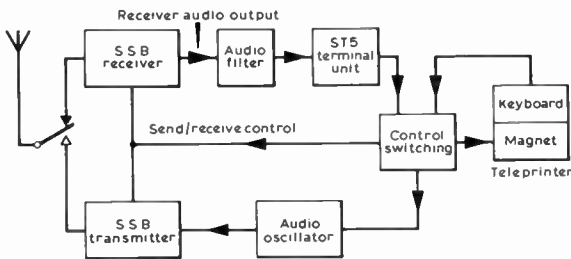 Receiver audio output
SSB
receiver
Audio
filter
ST5
terminal
unit
Keyboard
Magnet
Teleprinter
Control
switching
Send/receive control
SSB
transmitter
Audio
oscillator